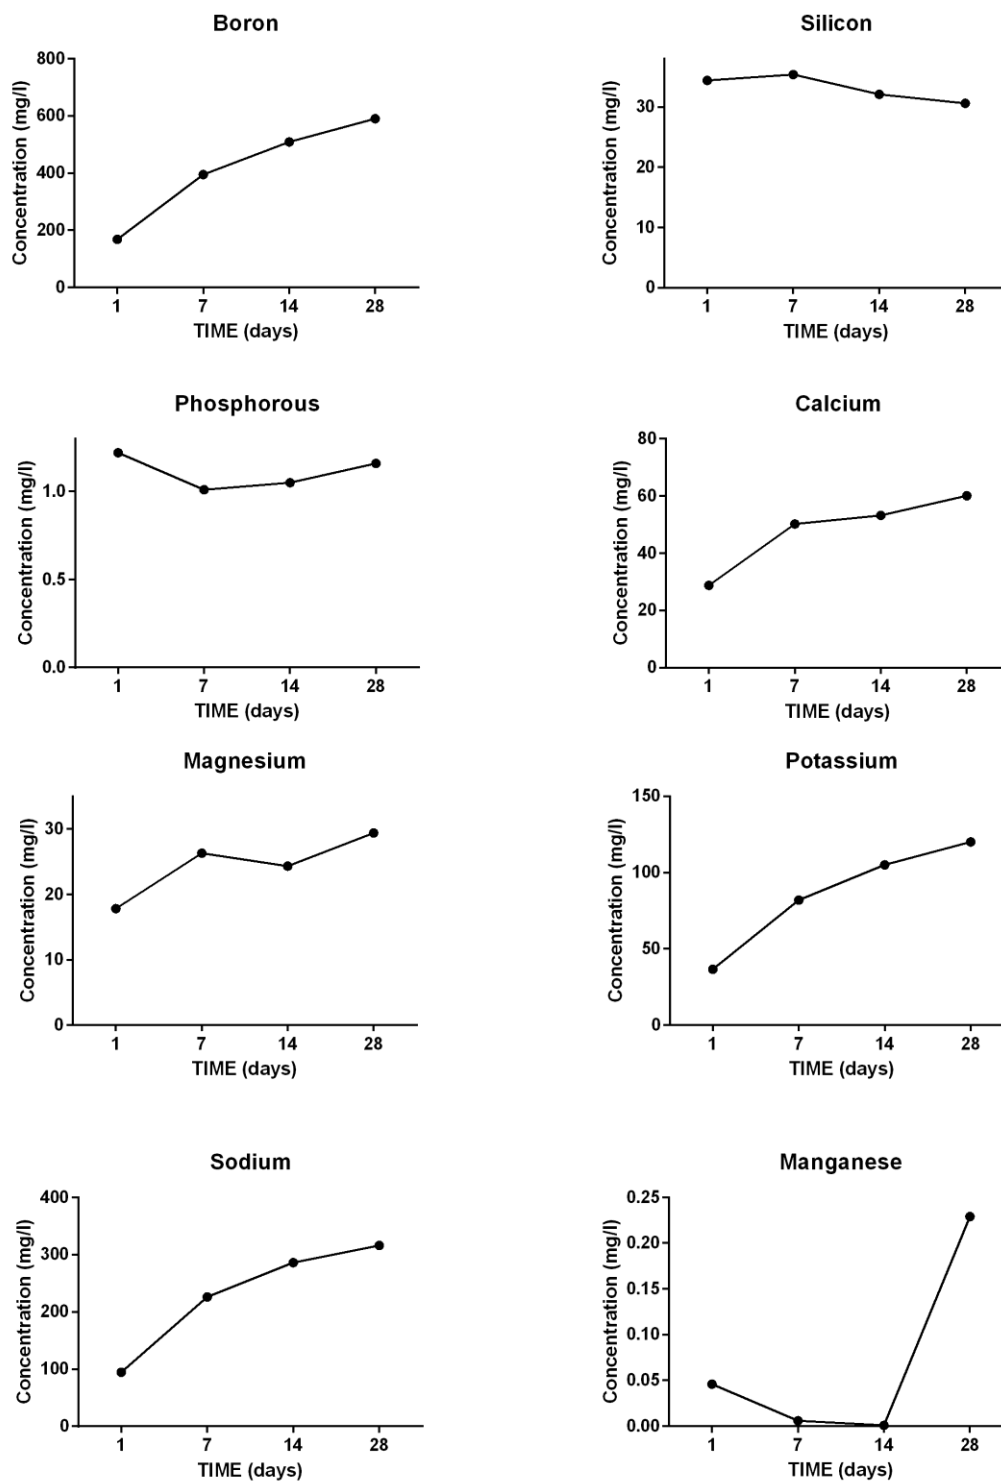 Boron
Concentration (mg/l)
800
600
400
200
0
1 7 14 28
TIME (days)
Silicon
Concentration (mg/l)
30
20
10
0
1 7 14 28
TIME (days)
Phosphorous
Concentration (mg/l)
1.0
0.5
0.0
1 7 14 28
TIME (days)
Calcium
Concentration (mg/l)
80
60
40
20
0
1 7 14 28
TIME (days)
Magnesium
Concentration (mg/l)
30
20
10
0
1 7 14 28
TIME (days)
Potassium
Concentration (mg/l)
150
100
50
0
1 7 14 28
TIME (days)
Sodium
Concentration (mg/l)
400
300
200
100
0
1 7 14 28
TIME (days)
Manganese
Concentration (mg/l)
0.25
0.20
0.15
0.10
0.05
0.00
1 7 14 28
TIME (days)